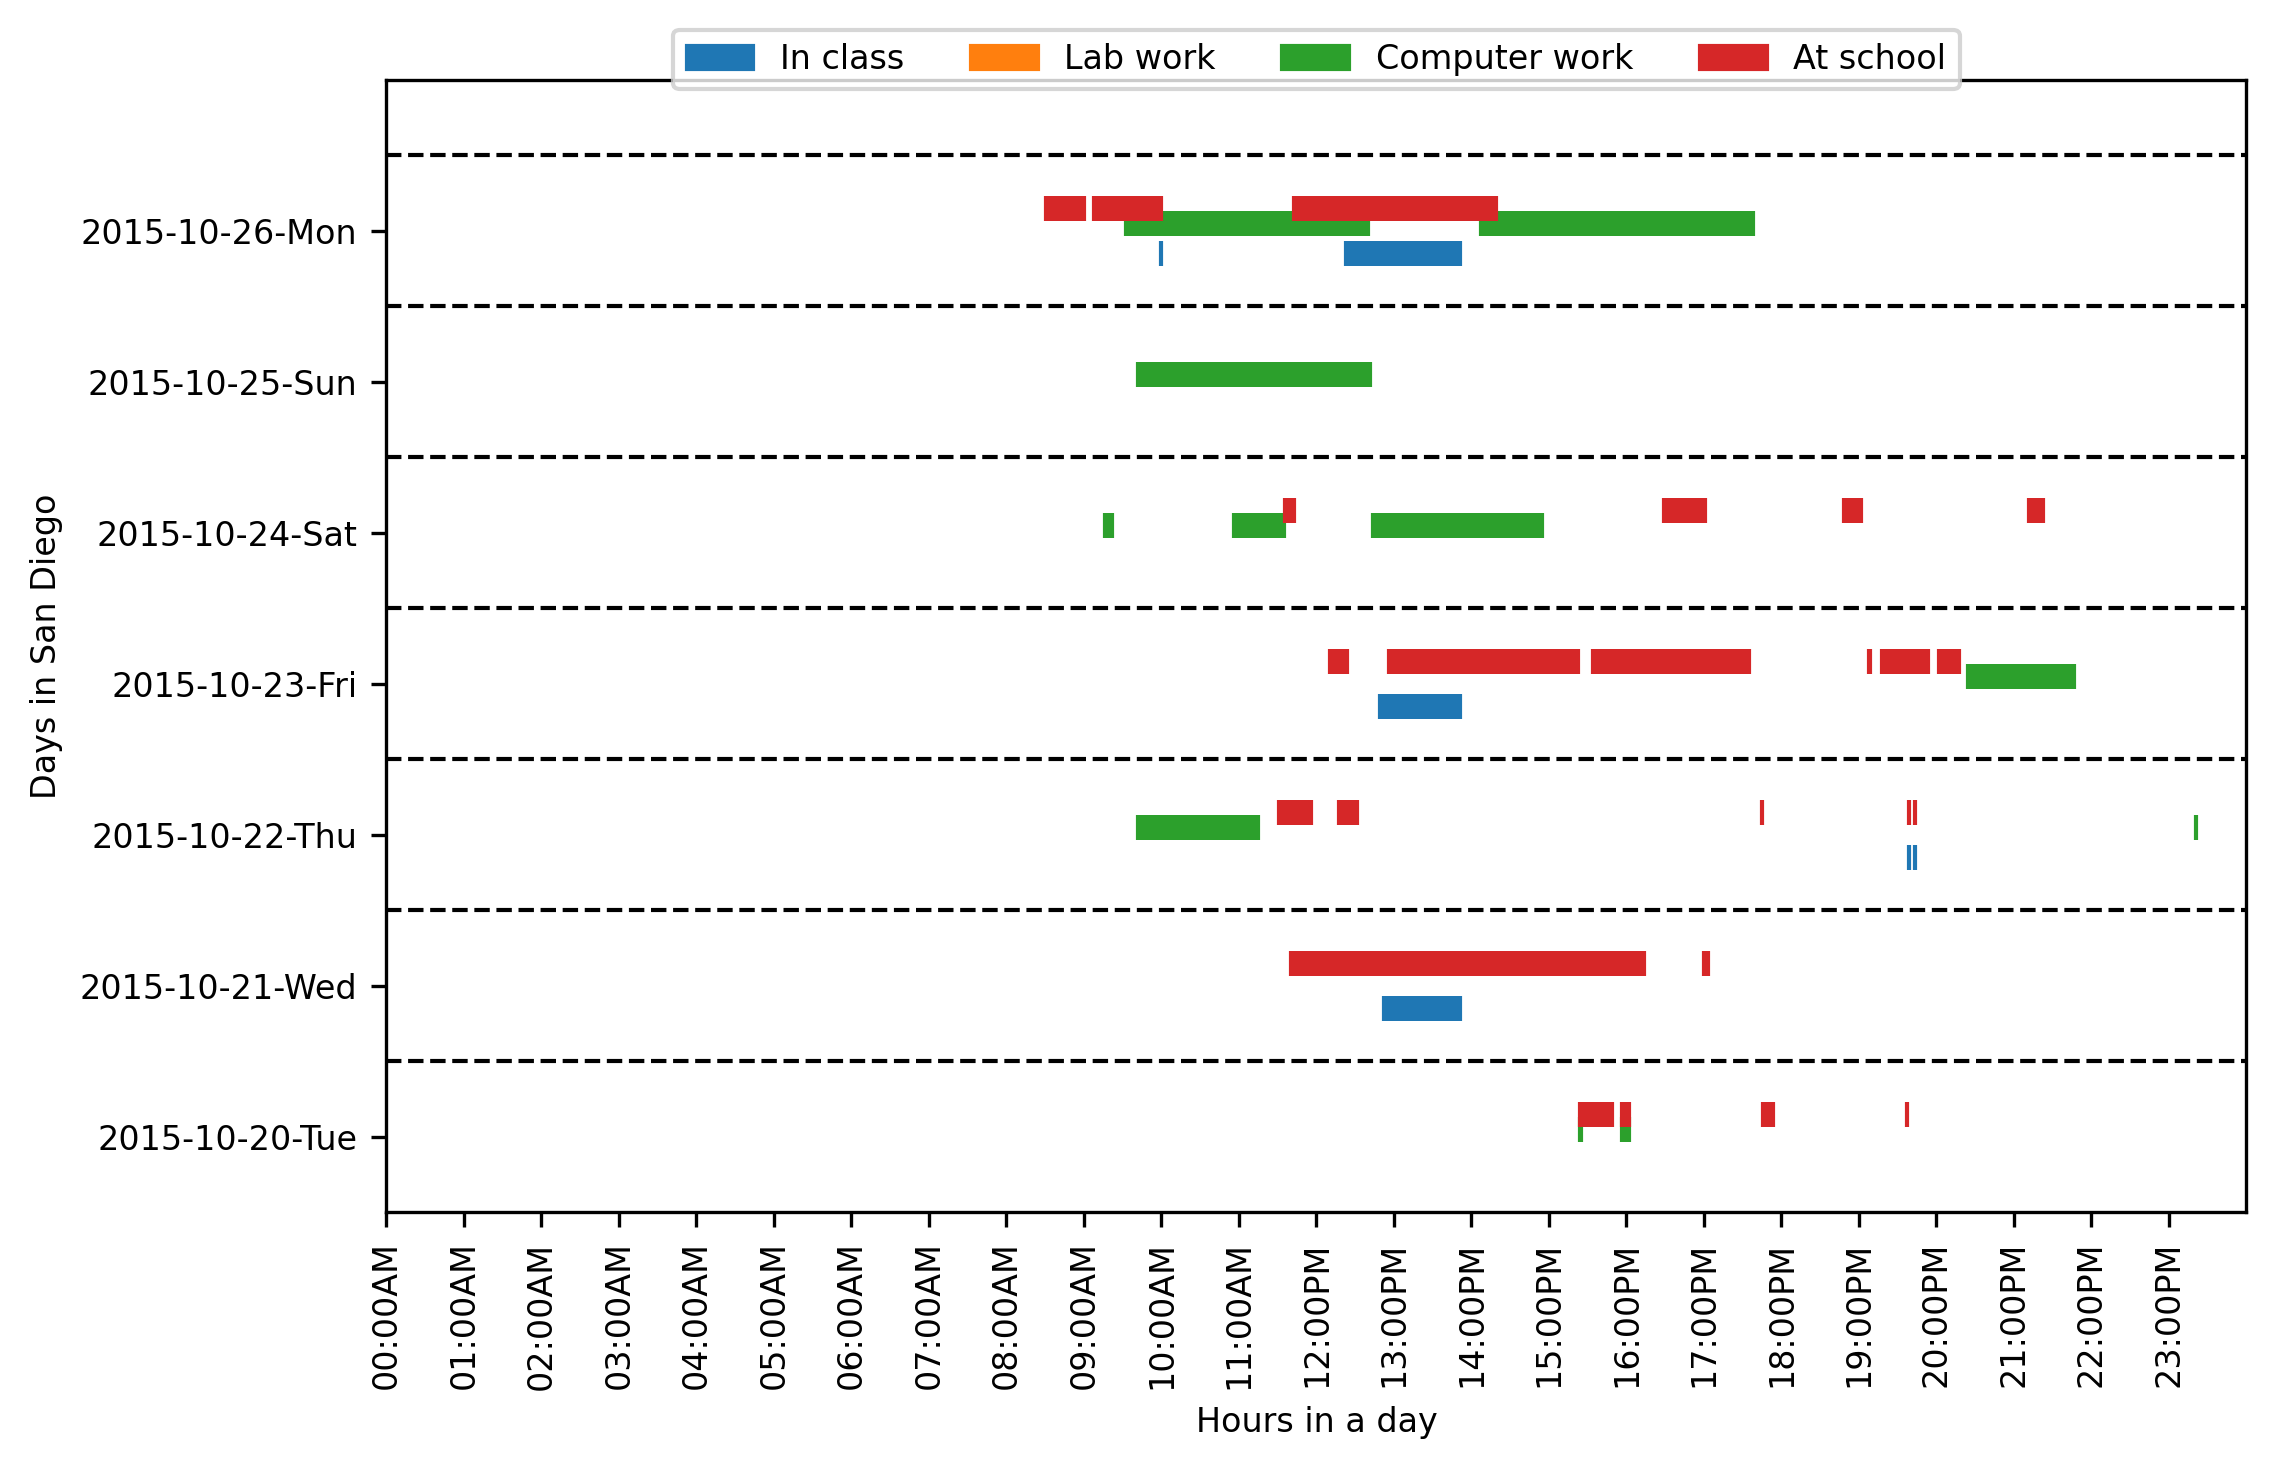 In class Lab work Computer work At school
2015-10-26-Mon
2015-10-25-Sun
2015-10-24-Sat
2015-10-23-Fri
2015-10-22-Thu
2015-10-21-Wed
2015-10-20-Tue
Days in San Diego
00:00AM
01:00AM
02:00AM
03:00AM
04:00AM
05:00AM
06:00AM
07:00AM
08:00AM
09:00AM
10:00AM
11:00AM
12:00PM
13:00PM
14:00PM
15:00PM
16:00PM
17:00PM
18:00PM
19:00PM
20:00PM
21:00PM
22:00PM
23:00PM
Hours in a day